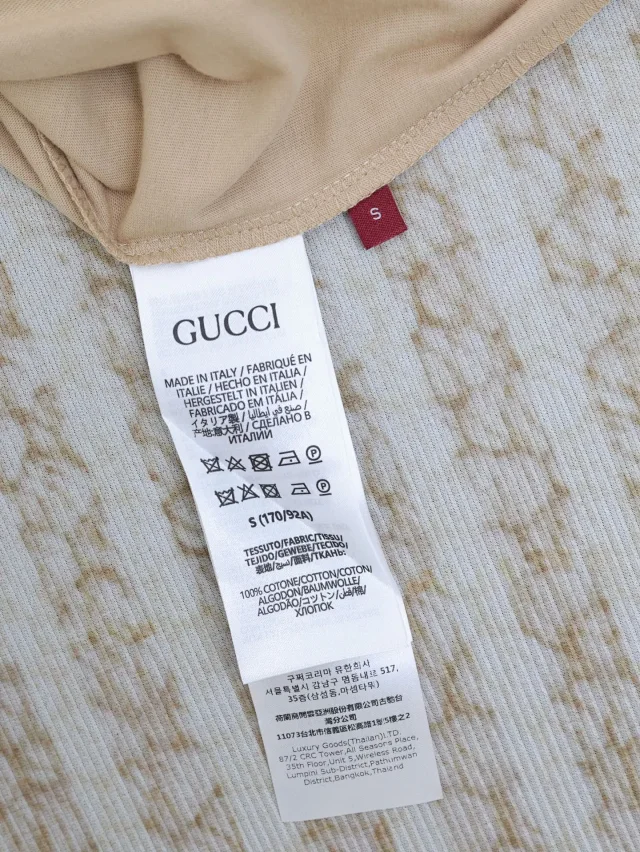 S
GUCCI
MADE IN ITALY / FABRIQUÉ EN
ITALIE / HECHO EN ITALIA /
HERGESTELLT IN ITALIEN /
FABRICADO EM ITÁLIA /
イタリア製 / صنع في إيطاليا /
产地:意大利 / СДЕЛАНО В
ИТАЛИИ
S (170/92A)
TESSUTO/FABRIC/TISSU/
TEJIDO/GEWEBE/TECIDO/
表地/نسيج/面料/ТКАНЬ:
100% COTONE/COTTON/COTON/
ALGODON/BAUMWOLLE/
ALGODÃO/コットン/قطن/棉/
ХЛОПОК
구찌코리아 유한회사
서울특별시 강남구 영동대로 517,
35층(삼성동,아셈타워)
荷蘭商開雲亞洲股份有限公司台
灣分公司
11073台北市信義區松高路1號5樓之2
Luxury Goods(Thailand)LTD.
87/2 CRC Tower,All Seasons Place,
35th Floor,Unit 5,Wireless Road,
Lumpini Sub-District,Pathumwan
District,Bangkok,Thailand